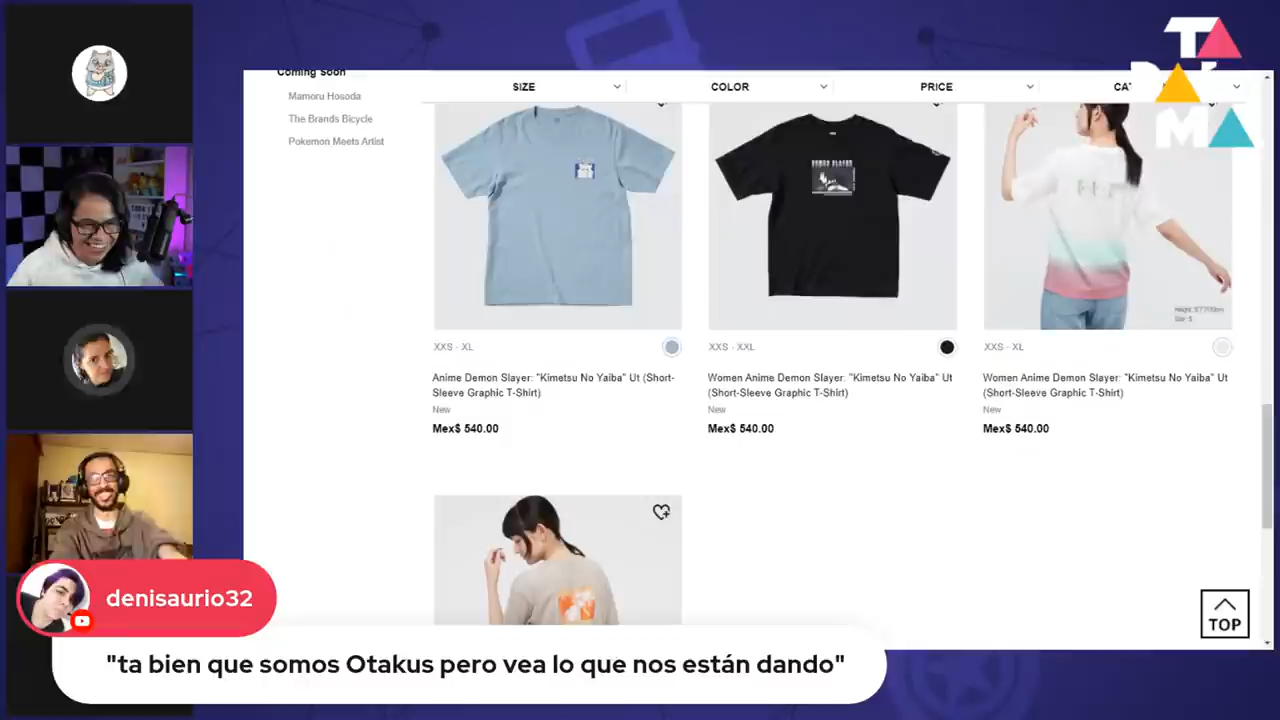 TADAIMA
Coming Soon
Mamoru Hosoda
The Brands Bicycle
Pokemon Meets Artist
SIZE
COLOR
PRICE
DEMON SLAYER
XXS - XL
Anime Demon Slayer: "Kimetsu No Yaiba" Ut (Short-
Sleeve Graphic T-Shirt)
New
Mex$ 540.00
XXS - XXL
Women Anime Demon Slayer: "Kimetsu No Yaiba" Ut
(Short-Sleeve Graphic T-Shirt)
New
Mex$ 540.00
XXS - XL
Women Anime Demon Slayer: "Kimetsu No Yaiba" Ut
(Short-Sleeve Graphic T-Shirt)
New
Mex$ 540.00
TOP
denisaurio32
"ta bien que somos Otakus pero vea lo que nos están dando"